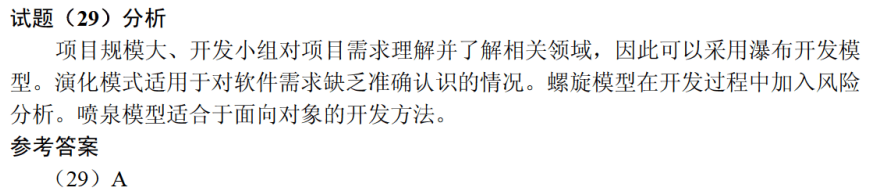 试题（29）分析
项目规模大、开发小组对项目需求理解并了解相关领域，因此可以采用瀑布开发模
型。演化模式适用于对软件需求缺乏准确认识的情况。螺旋模型在开发过程中加入风险
分析。喷泉模型适合于面向对象的开发方法。
参考答案
（29）A